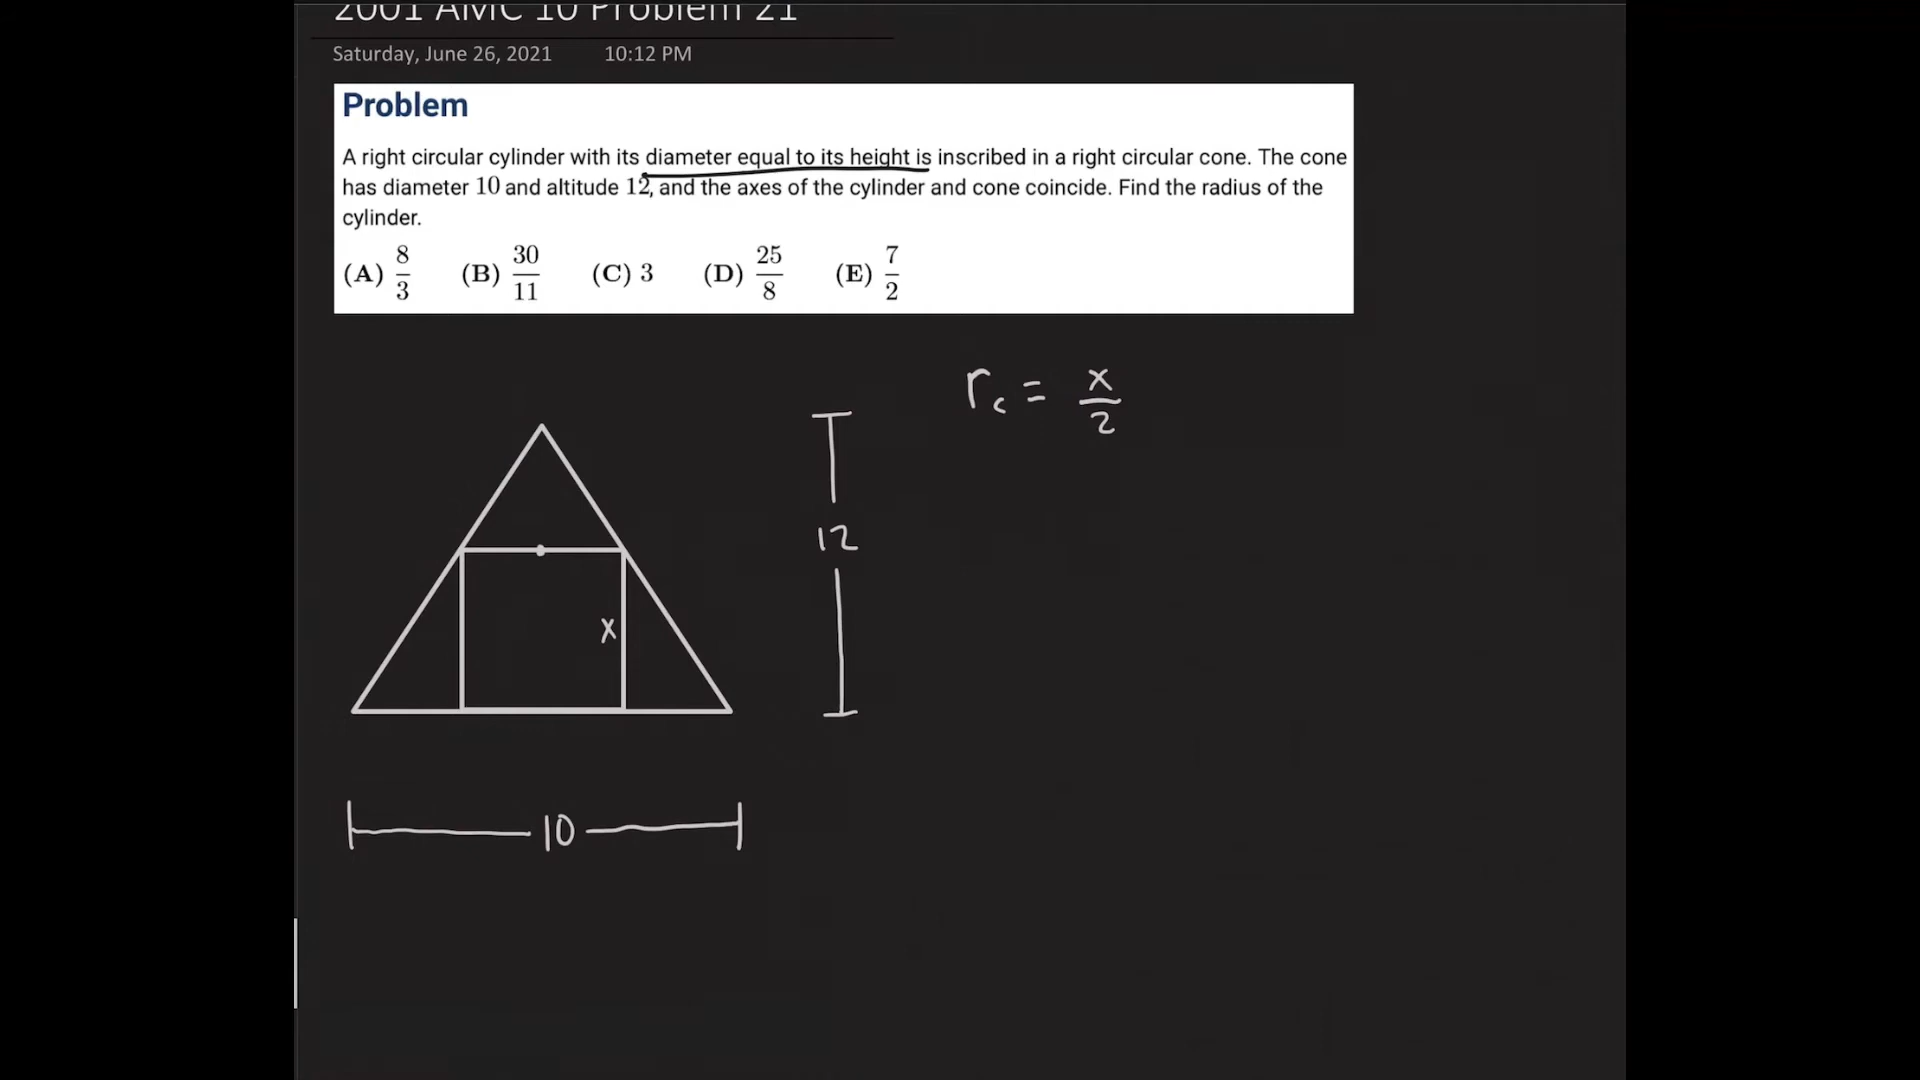 2001 AMC 10 Problem 21
Saturday, June 26, 2021 10:12 PM
Problem
A right circular cylinder with its diameter equal to its height is inscribed in a right circular cone. The cone
has diameter 10 and altitude 12, and the axes of the cylinder and cone coincide. Find the radius of the
cylinder.
(A) 8/3 (B) 30/11 (C) 3 (D) 25/8 (E) 7/2
r_c = x/2
12
x
10